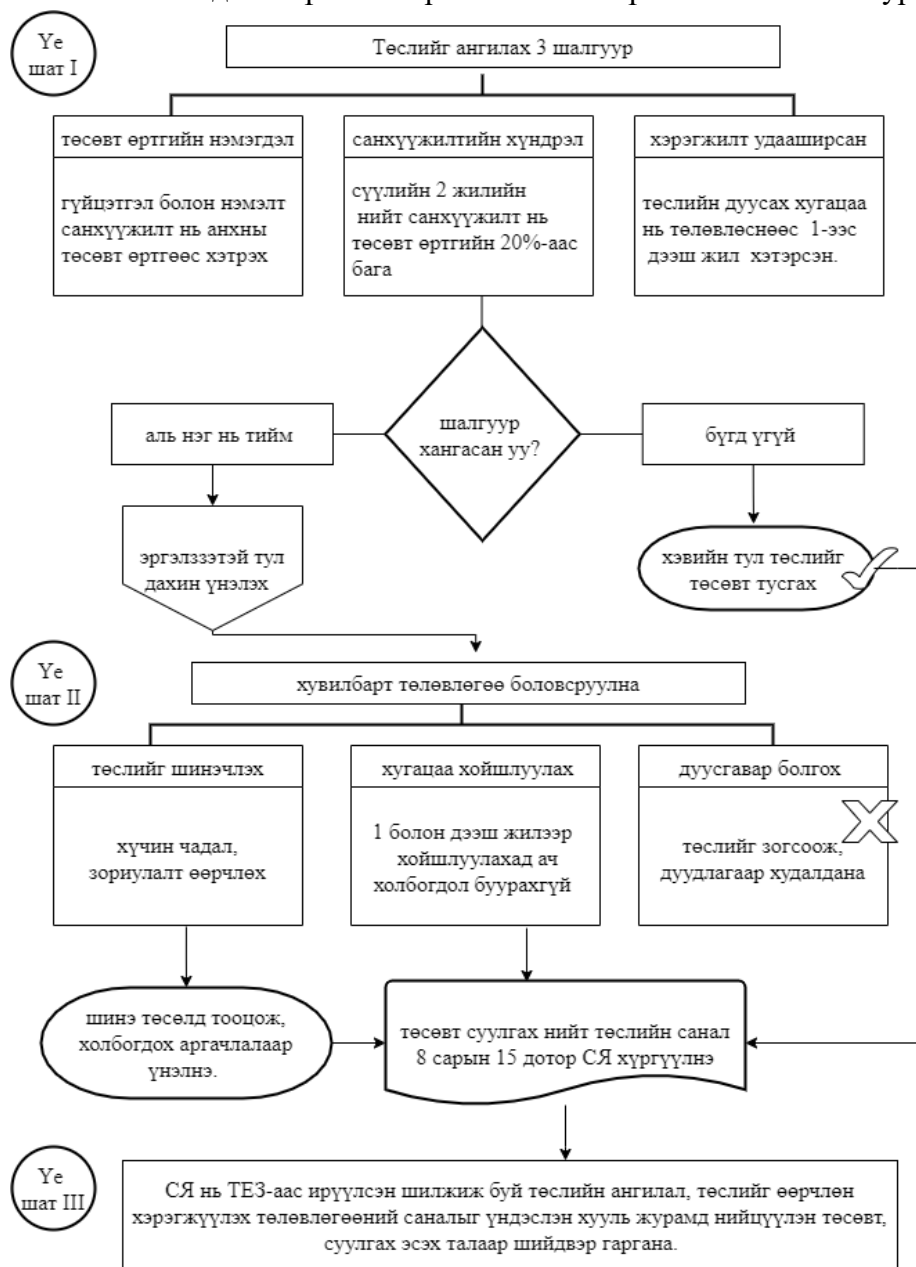 Үе
шат I
Төслийг ангилах 3 шалгуур
төсөвт өртгийн нэмэгдэл
гүйцэтгэл болон нэмэлт
санхүүжилт нь анхны
төсөвт өртгөөс хэтрэх
санхүүжилтийн хүндрэл
сүүлийн 2 жилийн
нийт санхүүжилт нь
төсөвт өртгийн 20%-аас
бага
хэрэгжилт удааширсан
төслийн дуусах хугацаа
нь төлөвлөснөөс 1-ээс
дээш жил хэтэрсэн.
шалгуур
хангасан уу?
аль нэг нь тийм
бүгд үгүй
эргэлззэтэй тул
дахин үнэлэх
хэвийн тул төслийг
төсөвт тусгах
Үе
шат II
хувилбарт төлөвлөгөө боловсруулна
төслийг шинэчлэх
хүчин чадал,
зориулалт өөрчлөх
хугацаа хойшлуулах
1 болон дээш жилээр
хойшлуулахад ач
холбогдол буурахгүй
дуусгавар болгох
төслийг зогсоож,
дуудлагаар худалдана
шинэ төсөлд тооцож,
холбогдох аргачлалаар
үнэлнэ.
төсөвт суулгах нийт төслийн санал
8 сарын 15 дотор СЯ хүргүүлнэ
Үе
шат III
СЯ нь ТЕЗ-аас ирүүлсэн шилжиж буй төслийн ангилал, төслийг өөрчлөн
хэрэгжүүлэх төлөвлөгөөний саналыг үндэслэн хууль журамд нийцүүлэн төсөвт,
суулгах эсэх талаар шийдвэр гаргана.